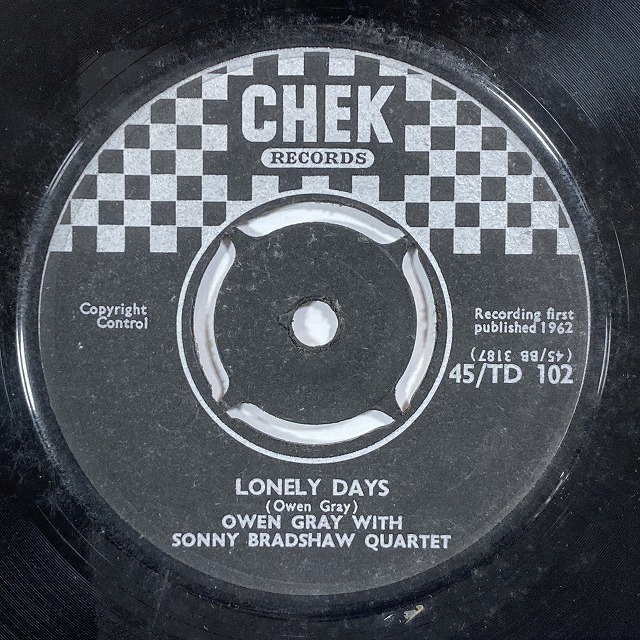 CHEK
RECORDS
Copyright
Control
Recording first
published 1962
(45/BB 3187)
45/TD 102
LONELY DAYS
(Owen Gray)
OWEN GRAY WITH
SONNY BRADSHAW QUARTET